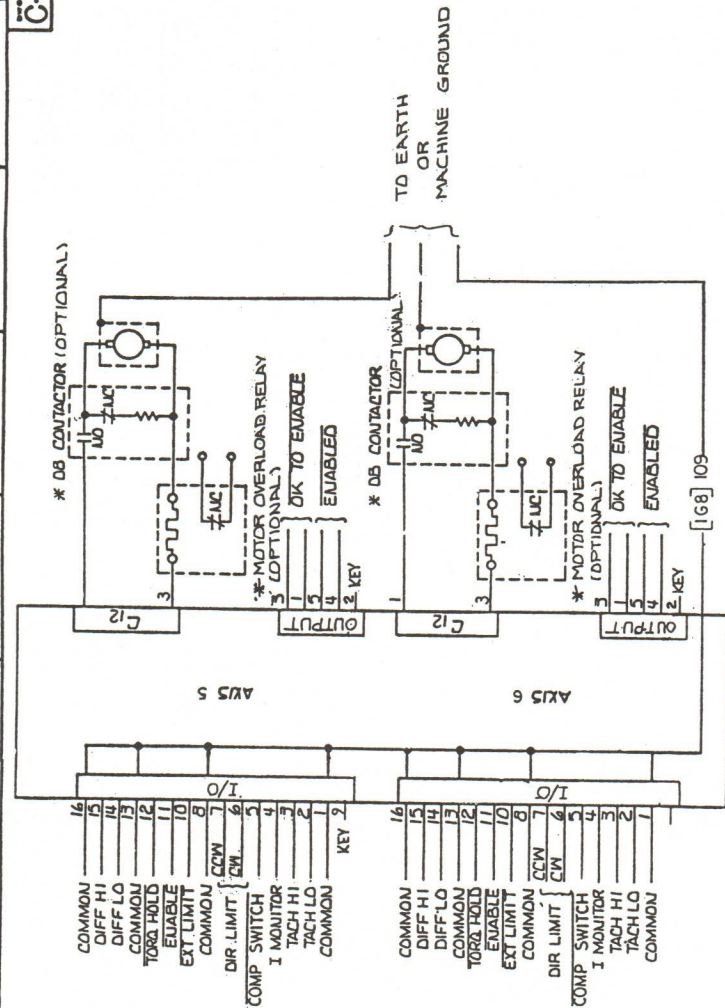 C-
TO EARTH
OR
MACHINE GROUND
* DB CONTACTOR (OPTIONAL)
NO
NC
NC
3
* MOTOR OVERLOAD RELAY
(OPTIONAL)
C12
OUTPUT
3
1
5
4
2 KEY
OK TO ENABLE
ENABLED
AXIS 5
I/O
COMMON 16
DIFF HI 15
DIFF LO 14
COMMON 13
TORQ HOLD 12
ENABLE 11
EXT LIMIT 10
COMMON 8
DIR. LIMIT { CCW 7
CW 6
COMP SWITCH 5
I MONITOR 4
TACH HI 3
TACH LO 2
COMMON 1
9
KEY
* DB CONTACTOR
(OPTIONAL)
NO
NC
NC
1
3
* MOTOR OVERLOAD RELAY
(OPTIONAL)
C12
OUTPUT
3
1
5
4
2 KEY
OK TO ENABLE
ENABLED
AXIS 6
[1G8] 109
I/O
COMMON 16
DIFF HI 15
DIFF LO 14
COMMON 13
TORQ HOLD 12
ENABLE 11
EXT LIMIT 10
COMMON 8
DIR LIMIT { CCW 7
CW 6
COMP SWITCH 5
I MONITOR 4
TACH HI 3
TACH LO 2
COMMON 1